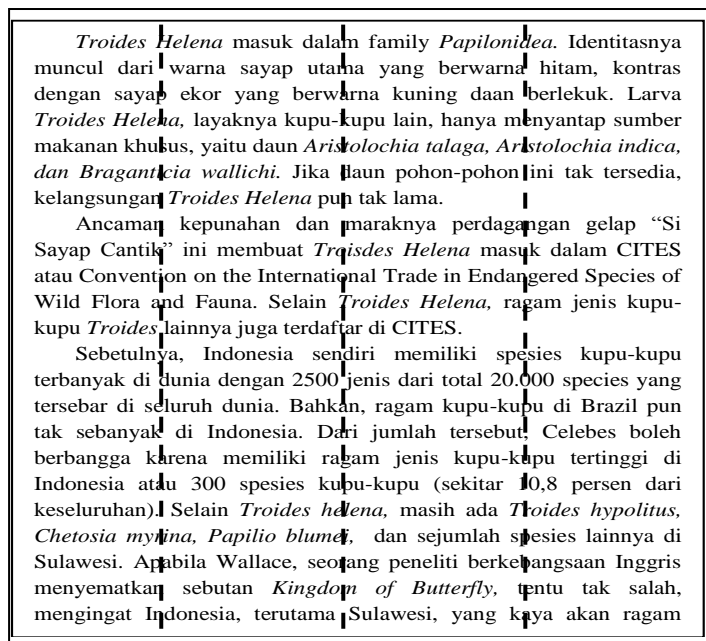 Troides Helena masuk dalam family Papilonidea. Identitasnya
muncul dari warna sayap utama yang berwarna hitam, kontras
dengan sayap ekor yang berwarna kuning daan berlekuk. Larva
Troides Helena, layaknya kupu-kupu lain, hanya menyantap sumber
makanan khusus, yaitu daun Aristolochia talaga, Aristolochia indica,
dan Braganticia wallichi. Jika daun pohon-pohon ini tak tersedia,
kelangsungan Troides Helena pun tak lama.
Ancaman kepunahan dan maraknya perdagangan gelap “Si
Sayap Cantik” ini membuat Troisdes Helena masuk dalam CITES
atau Convention on the International Trade in Endangered Species of
Wild Flora and Fauna. Selain Troides Helena, ragam jenis kupu-
kupu Troides lainnya juga terdaftar di CITES.
Sebetulnya, Indonesia sendiri memiliki spesies kupu-kupu
terbanyak di dunia dengan 2500 jenis dari total 20.000 species yang
tersebar di seluruh dunia. Bahkan, ragam kupu-kupu di Brazil pun
tak sebanyak di Indonesia. Dari jumlah tersebut, Celebes boleh
berbangga karena memiliki ragam jenis kupu-kupu tertinggi di
Indonesia atau 300 spesies kupu-kupu (sekitar 10,8 persen dari
keseluruhan). Selain Troides helena, masih ada Troides hypolitus,
Chetosia myrina, Papilio blumei, dan sejumlah spesies lainnya di
Sulawesi. Apabila Wallace, seorang peneliti berkebangsaan Inggris
menyematkan sebutan Kingdom of Butterfly, tentu tak salah,
mengingat Indonesia, terutama Sulawesi, yang kaya akan ragam